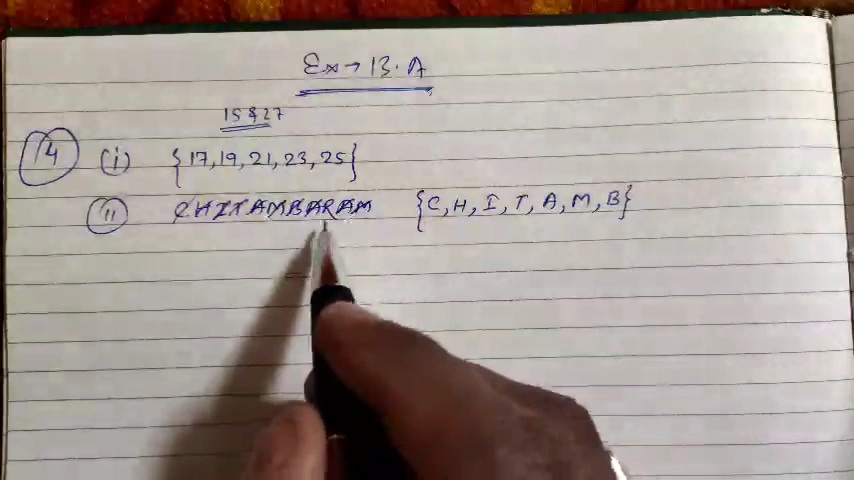 Ex → 13.A
15 & 27
14 (i) {17, 19, 21, 23, 25}
(ii) CHITAMBARAM {C, H, I, T, A, M, B}